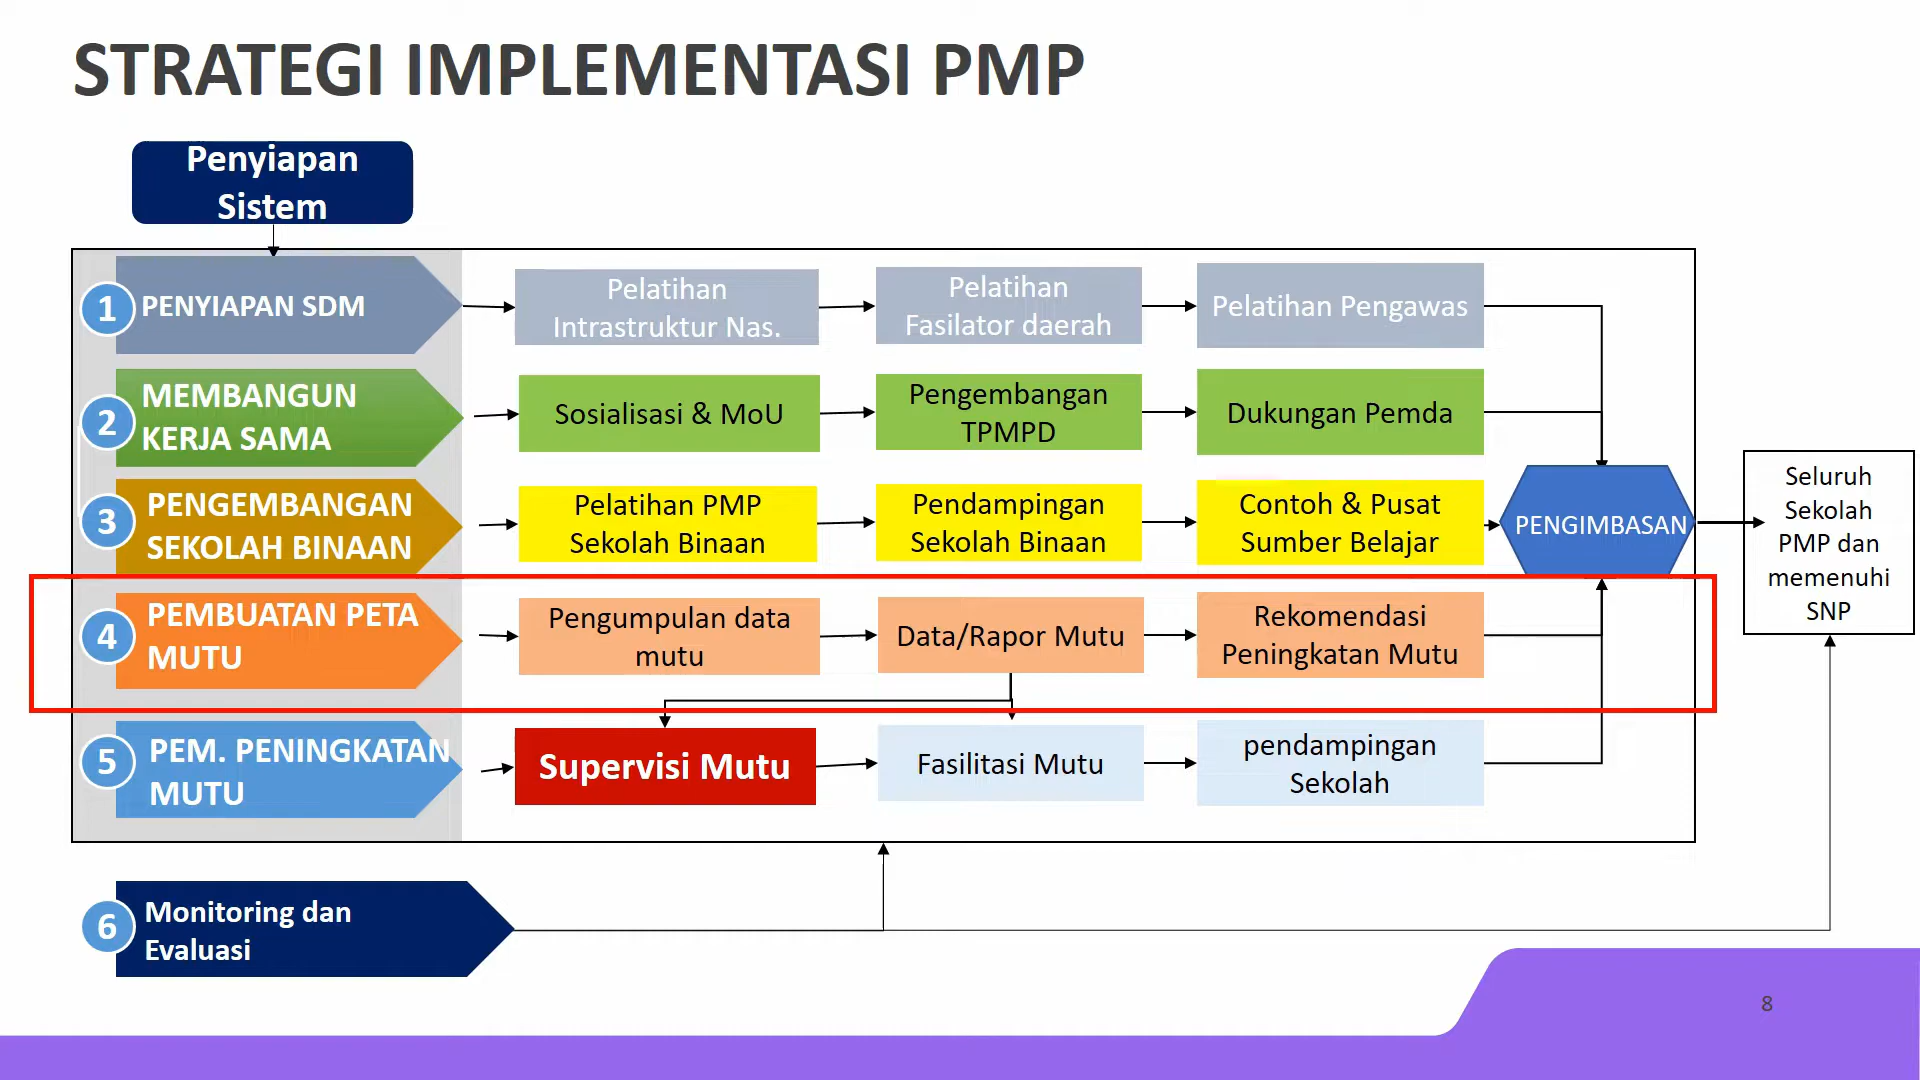 STRATEGI IMPLEMENTASI PMP
Penyiapan
Sistem
1
PENYIAPAN SDM
Pelatihan
Intrastruktur Nas.
Pelatihan
Fasilator daerah
Pelatihan Pengawas
2
MEMBANGUN
KERJA SAMA
Sosialisasi & MoU
Pengembangan
TPMPD
Dukungan Pemda
3
PENGEMBANGAN
SEKOLAH BINAAN
Pelatihan PMP
Sekolah Binaan
Pendampingan
Sekolah Binaan
Contoh & Pusat
Sumber Belajar
PENGIMBASAN
Seluruh
Sekolah
PMP dan
memenuhi
SNP
4
PEMBUATAN PETA
MUTU
Pengumpulan data
mutu
Data/Rapor Mutu
Rekomendasi
Peningkatan Mutu
5
PEM. PENINGKATAN
MUTU
Supervisi Mutu
Fasilitasi Mutu
pendampingan
Sekolah
6
Monitoring dan
Evaluasi
8